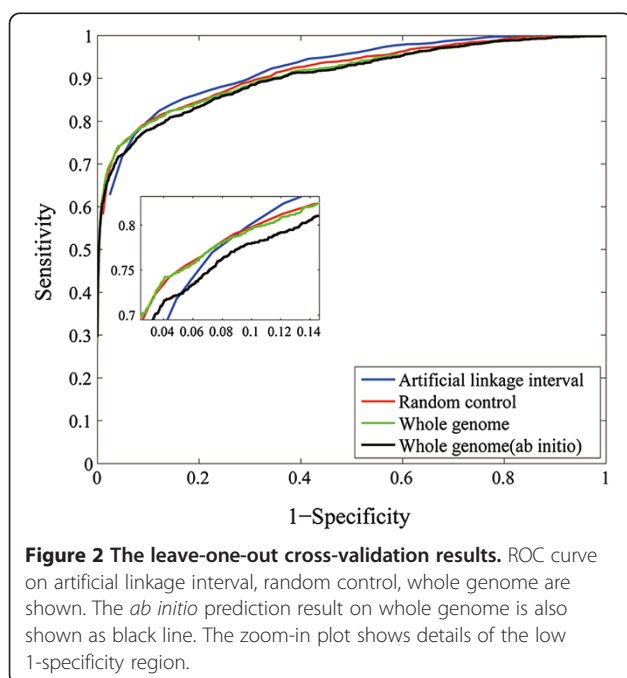 1
0.9
0.8
0.7
0.6
0.5
0.4
0.3
0.2
0.1
0
Sensitivity
0.8
0.75
0.7
0.04 0.06 0.08 0.1 0.12 0.14
Artificial linkage interval
Random control
Whole genome
Whole genome(ab initio)
0 0.2 0.4 0.6 0.8 1
1−Specificity
Figure 2 The leave-one-out cross-validation results. ROC curve
on artificial linkage interval, random control, whole genome are
shown. The ab initio prediction result on whole genome is also
shown as black line. The zoom-in plot shows details of the low
1-specificity region.